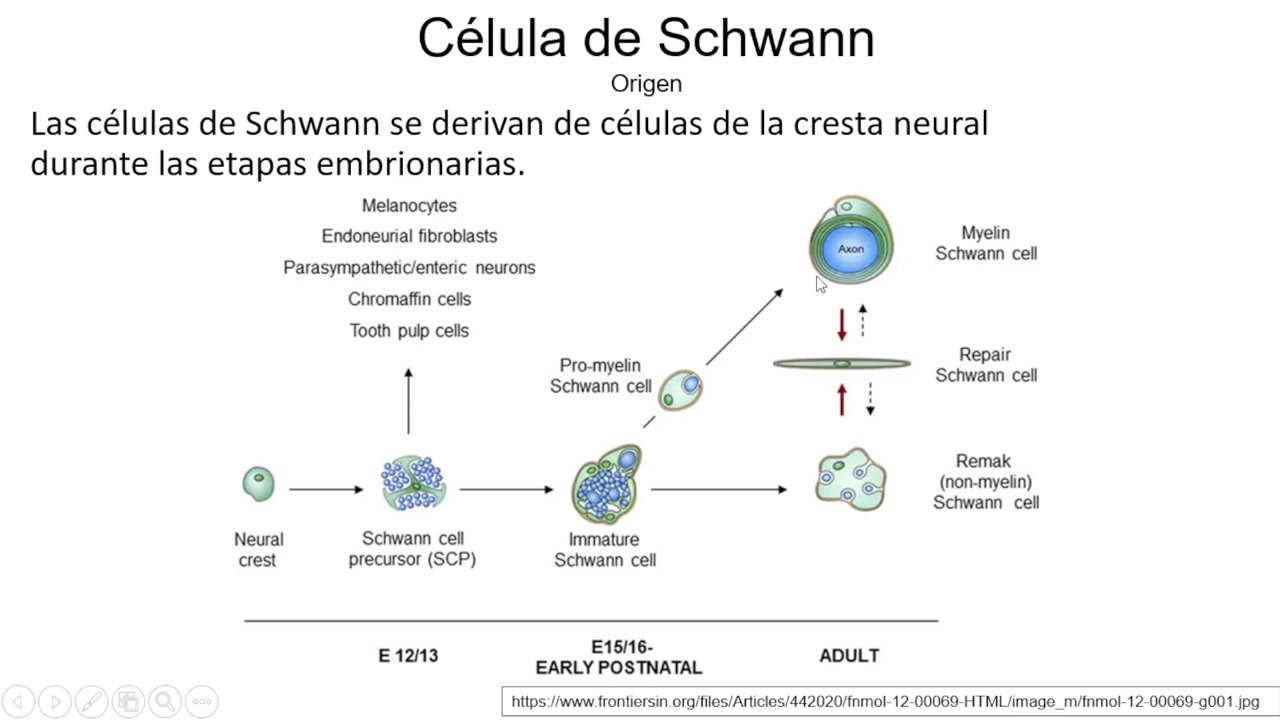 Célula de Schwann
Origen
Las células de Schwann se derivan de células de la cresta neural
durante las etapas embrionarias.
Melanocytes
Endoneurial fibroblasts
Parasympathetic/enteric neurons
Chromaffin cells
Tooth pulp cells
Axon
Myelin
Schwann cell
Pro-myelin
Schwann cell
Repair
Schwann cell
Remak
(non-myelin)
Schwann cell
Neural
crest
Schwann cell
precursor (SCP)
Immature
Schwann cell
E 12/13
E15/16-
EARLY POSTNATAL
ADULT
https://www.frontiersin.org/files/Articles/442020/fnmol-12-00069-HTML/image_m/fnmol-12-00069-g001.jpg